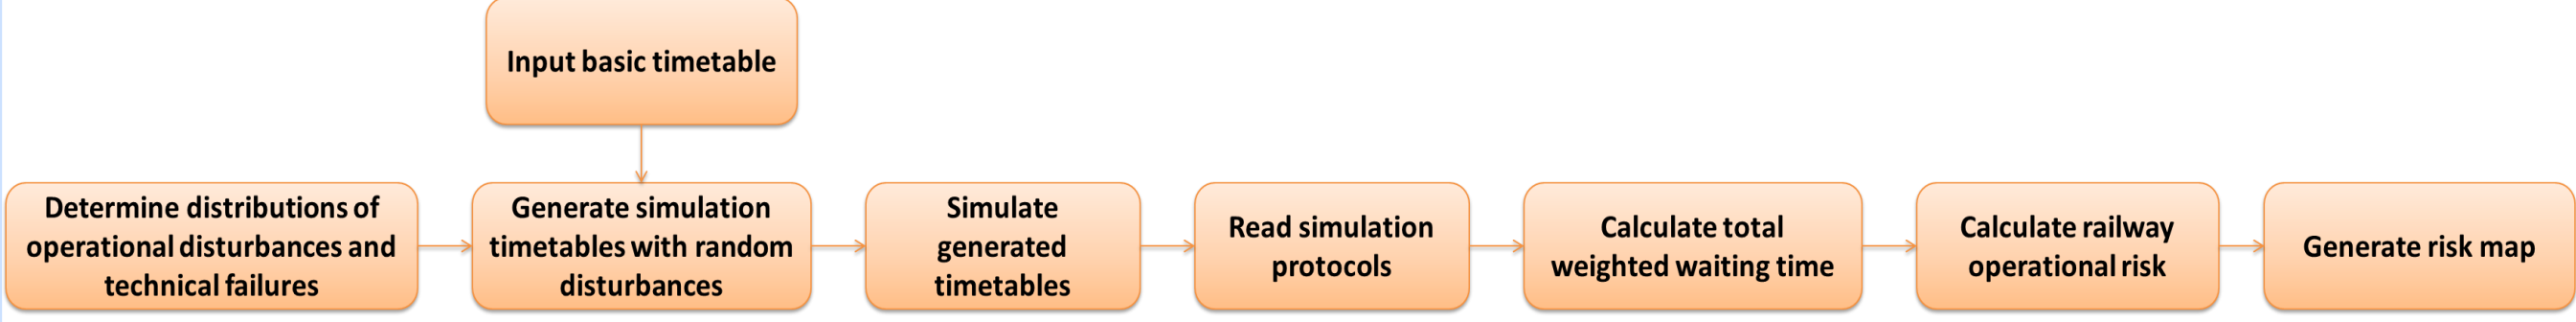 Input basic timetable
Determine distributions of
operational disturbances and
technical failures
Generate simulation
timetables with random
disturbances
Simulate
generated
timetables
Read simulation
protocols
Calculate total
weighted waiting time
Calculate railway
operational risk
Generate risk map